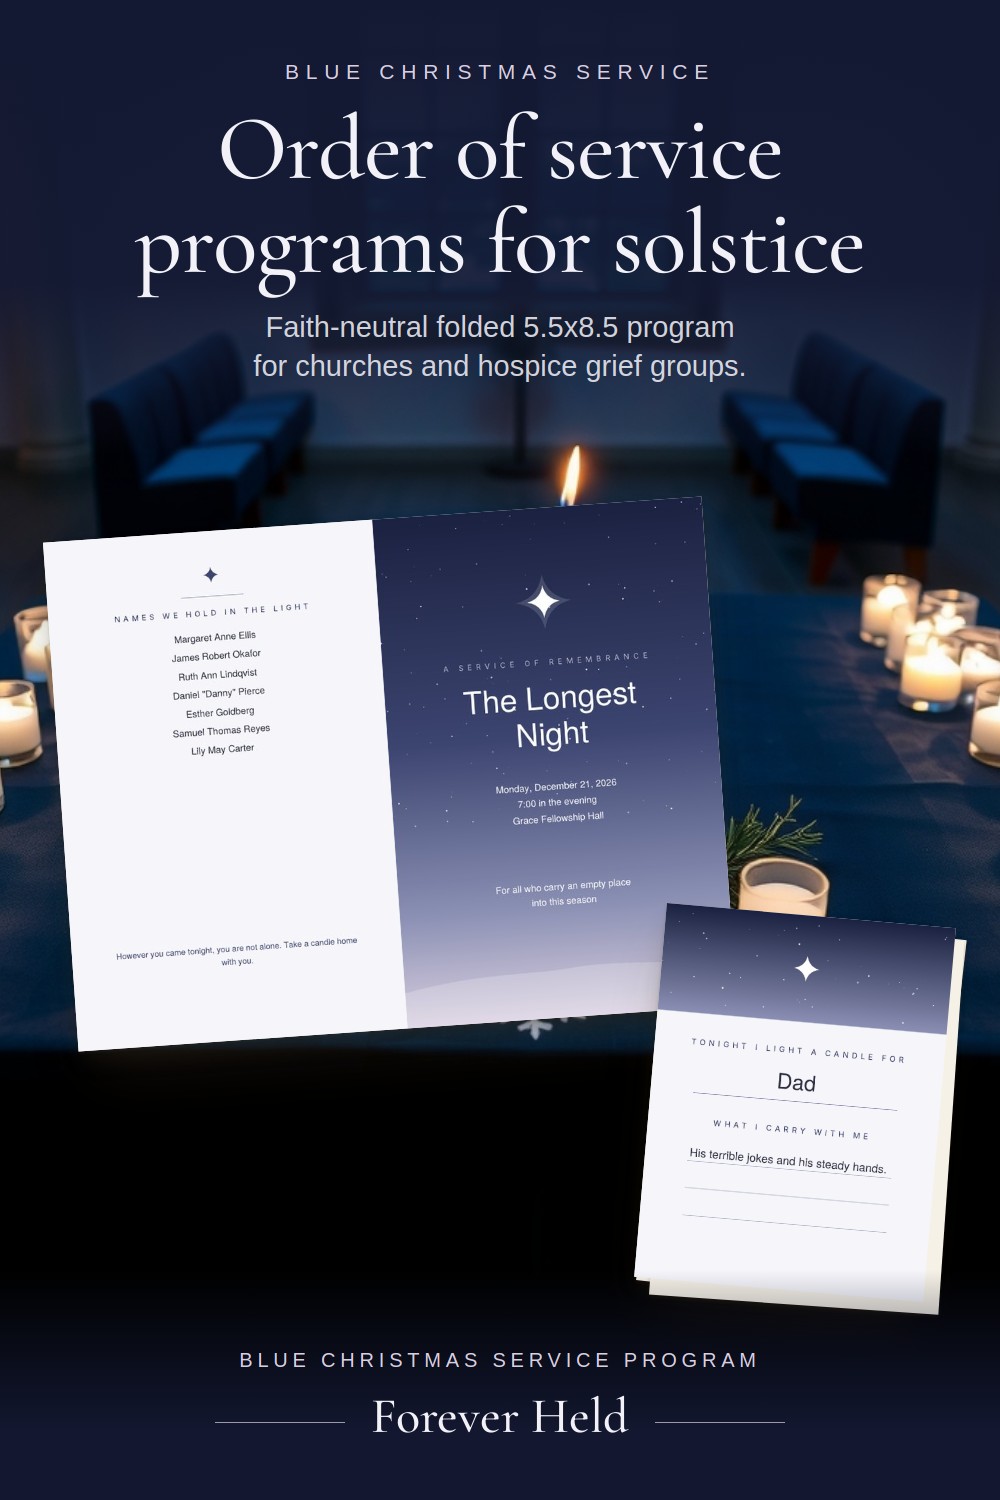 BLUE CHRISTMAS SERVICE
Order of service
programs for solstice
Faith-neutral folded 5.5x8.5 program
for churches and hospice grief groups.
NAMES WE HOLD IN THE LIGHT
Margaret Anne Ellis
James Robert Okafor
Ruth Ann Lindqvist
Daniel "Danny" Pierce
Esther Goldberg
Samuel Thomas Reyes
Lily May Carter
However you came tonight, you are not alone. Take a candle home
with you.
A SERVICE OF REMEMBRANCE
The Longest
Night
Monday, December 21, 2026
7:00 in the evening
Grace Fellowship Hall
For all who carry an empty place
into this season
TONIGHT I LIGHT A CANDLE FOR
Dad
WHAT I CARRY WITH ME
His terrible jokes and his steady hands.
BLUE CHRISTMAS SERVICE PROGRAM
Forever Held